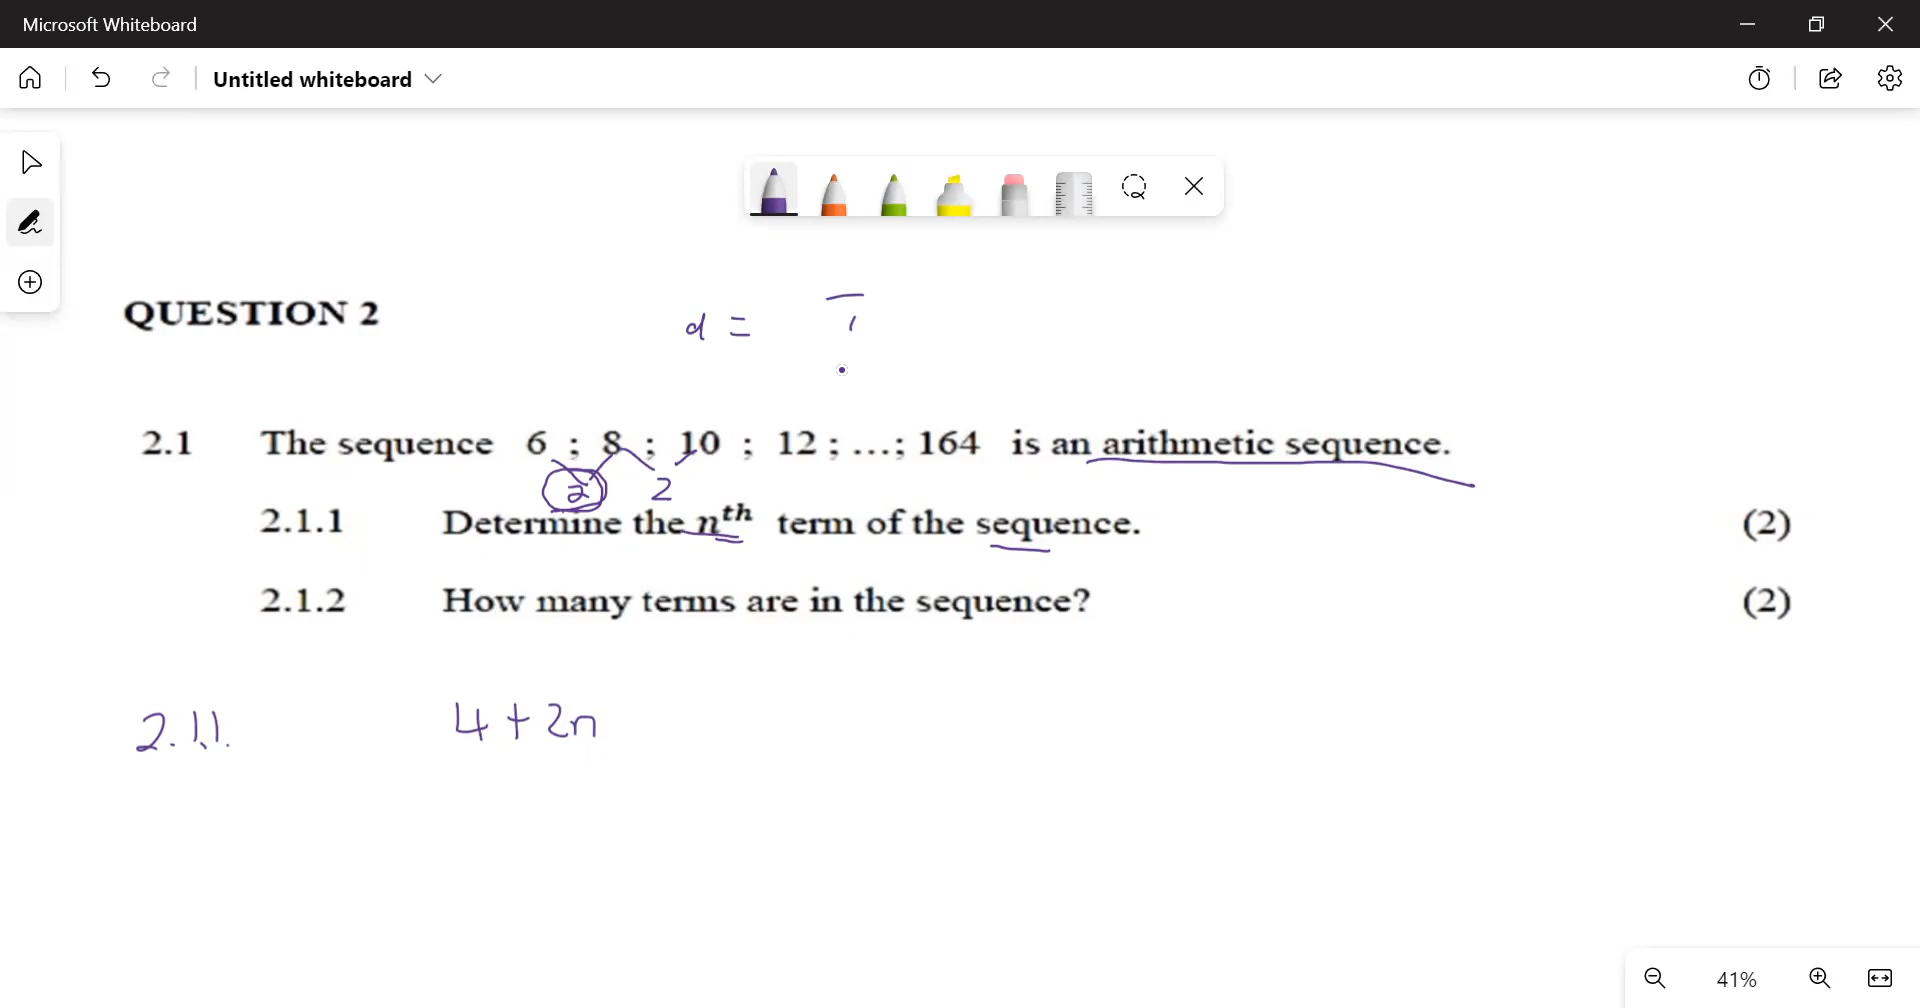 Microsoft Whiteboard
Untitled whiteboard
QUESTION 2
d = T
2.1 The sequence 6 ; 8 ; 10 ; 12 ; ...; 164 is an arithmetic sequence.
2 2
2.1.1 Determine the nᵗʰ term of the sequence. (2)
2.1.2 How many terms are in the sequence? (2)
2.1.1. 4 + 2n
41%